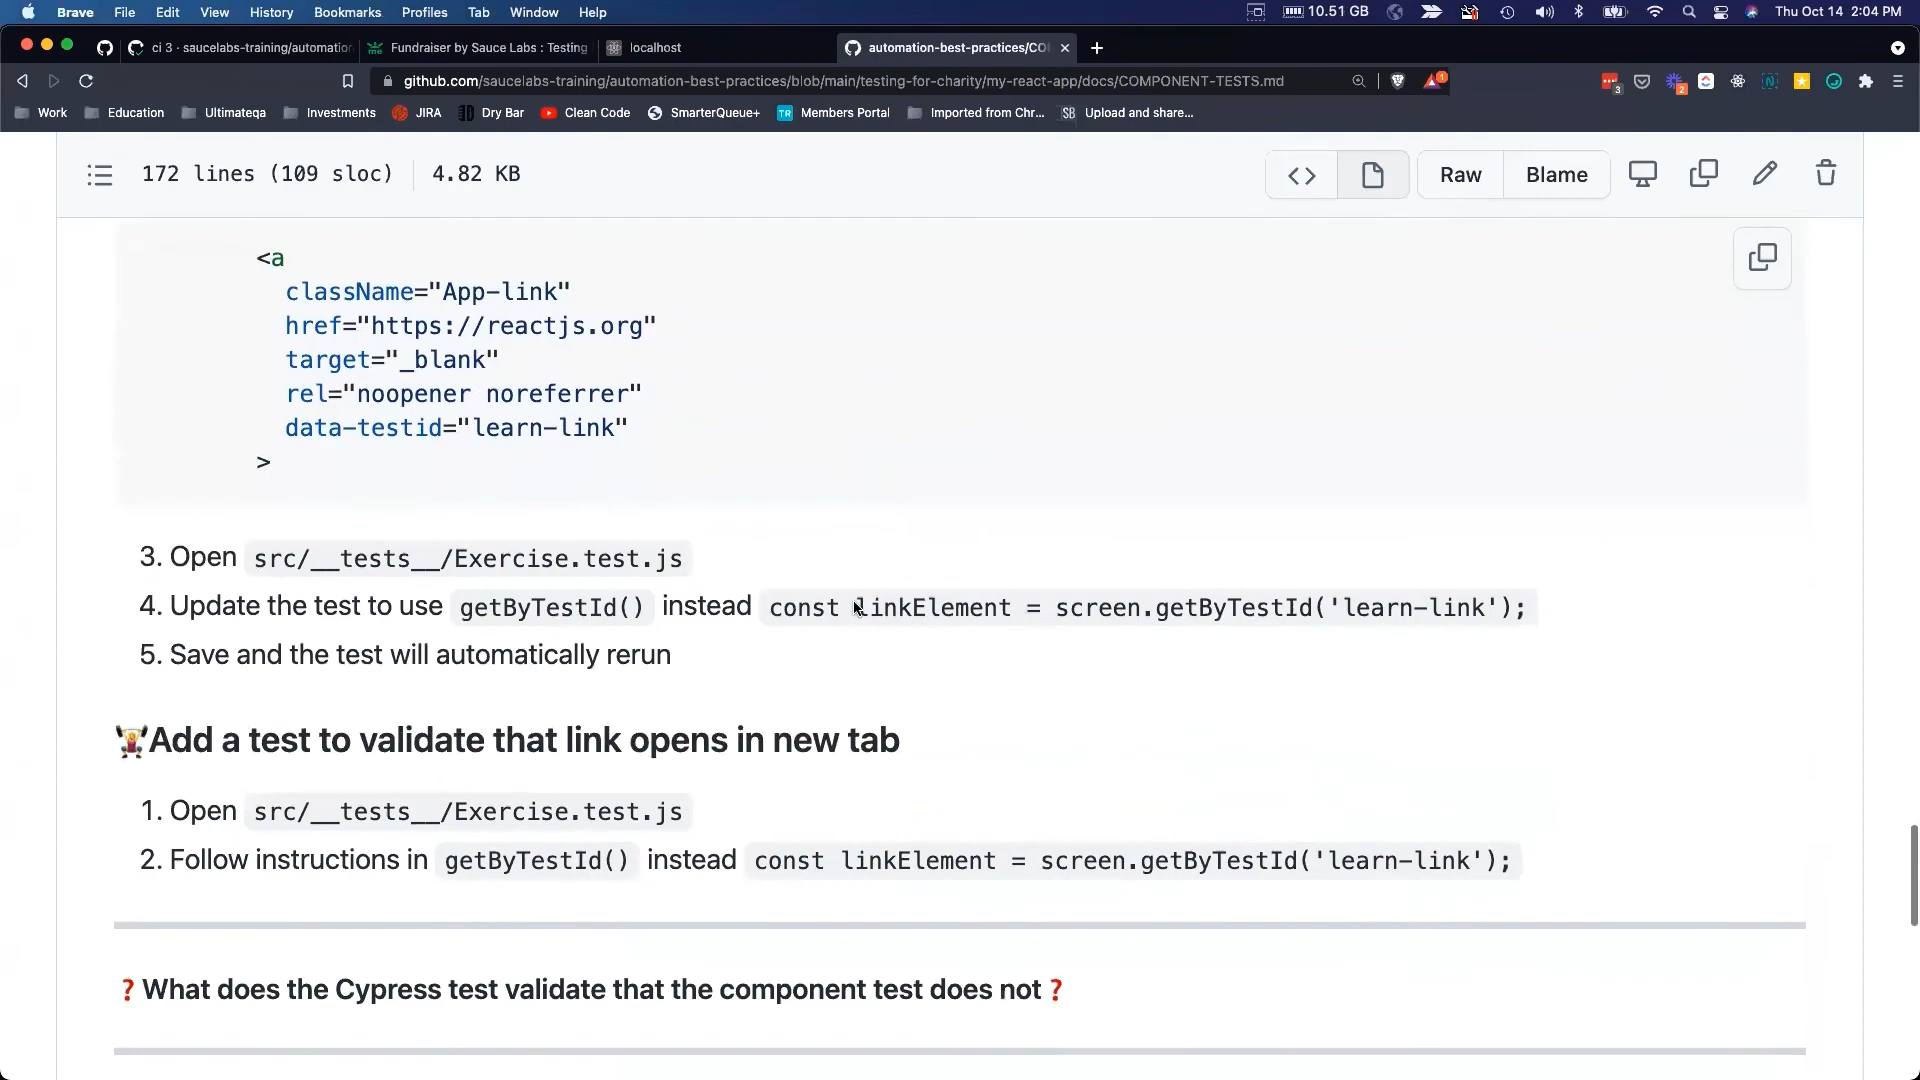 Brave File Edit View History Bookmarks Profiles Tab Window Help 10.51 GB Thu Oct 14 2:04 PM
ci 3 · saucelabs-training/automation Fundraiser by Sauce Labs : Testing localhost automation-best-practices/CO
github.com/saucelabs-training/automation-best-practices/blob/main/testing-for-charity/my-react-app/docs/COMPONENT-TESTS.md
Work Education Ultimateqa Investments JIRA Dry Bar Clean Code SmarterQueue+ TR Members Portal Imported from Chr... SB Upload and share...
172 lines (109 sloc) 4.82 KB <> Raw Blame
<a
className="App-link"
href="https://reactjs.org"
target="_blank"
rel="noopener noreferrer"
data-testid="learn-link"
>
3. Open src/__tests__/Exercise.test.js
4. Update the test to use getByTestId() instead const linkElement = screen.getByTestId('learn-link');
5. Save and the test will automatically rerun
🏋️Add a test to validate that link opens in new tab
1. Open src/__tests__/Exercise.test.js
2. Follow instructions in getByTestId() instead const linkElement = screen.getByTestId('learn-link');
❓What does the Cypress test validate that the component test does not❓